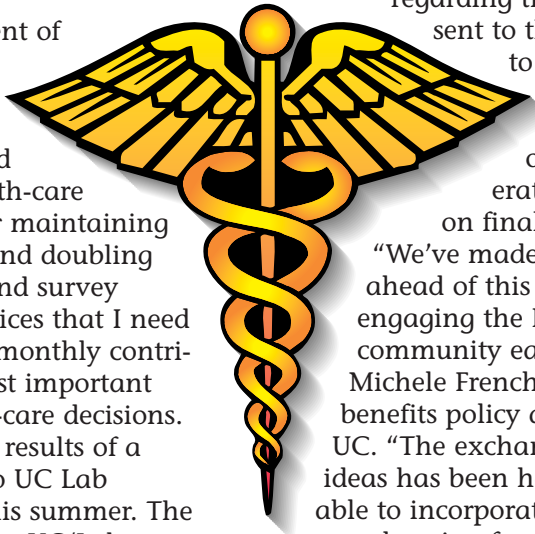 ent of
d
th-care
r maintaining
nd doubling
nd survey
ices that I need
monthly contri-
st important
-care decisions.
results of a
o UC Lab
his summer. The
regarding th
sent to th
to
o
erat
on final
“We’ve made
ahead of this
engaging the
community ea
Michele French
benefits policy
UC. “The exchan
ideas has been h
able to incorporat